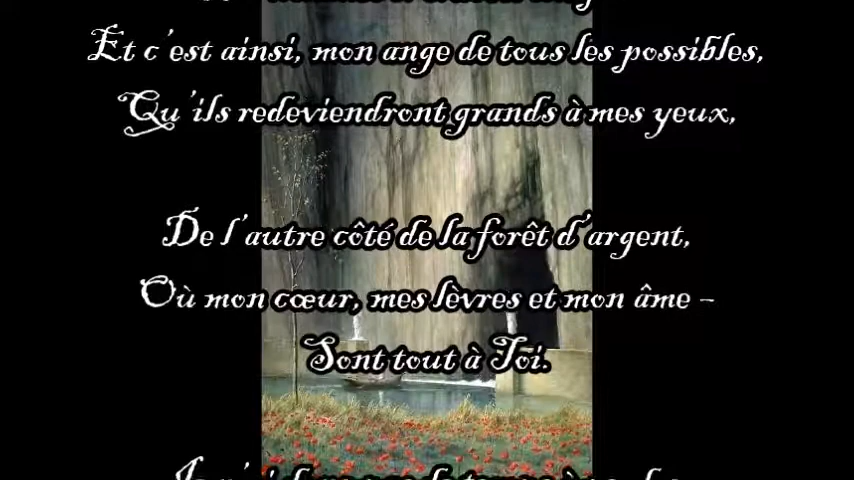 Et c'est ainsi, mon ange de tous les possibles,
Qu'ils redeviendront grands à mes yeux,
De l'autre côté de la forêt d'argent,
Où mon cœur, mes lèvres et mon âme –
Sont tout à Toi.